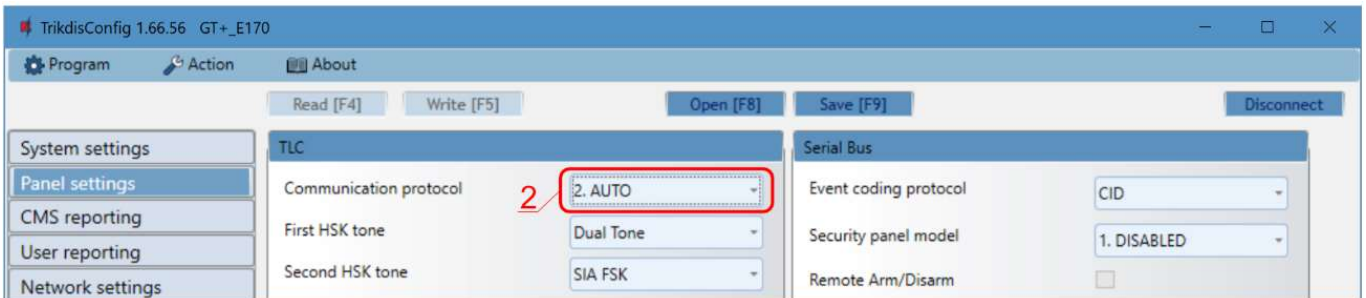 TrikdisConfig 1.66.56 GT+_E170
Program Action About
Read [F4] Write [F5] Open [F8] Save [F9] Disconnect
System settings
Panel settings
CMS reporting
User reporting
Network settings
TLC
Communication protocol 2 2. AUTO
First HSK tone Dual Tone
Second HSK tone SIA FSK
Serial Bus
Event coding protocol CID
Security panel model 1. DISABLED
Remote Arm/Disarm